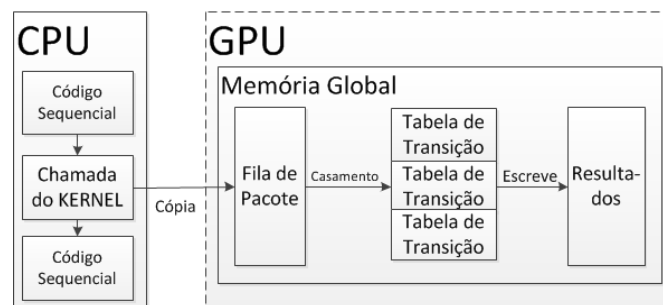 CPU
Código
Sequencial
Chamada
do KERNEL
Código
Sequencial
Cópia
GPU
Memória Global
Fila de
Pacote
Casamento
Tabela de
Transição
Tabela de
Transição
Tabela de
Transição
Escreve
Resulta-
dos